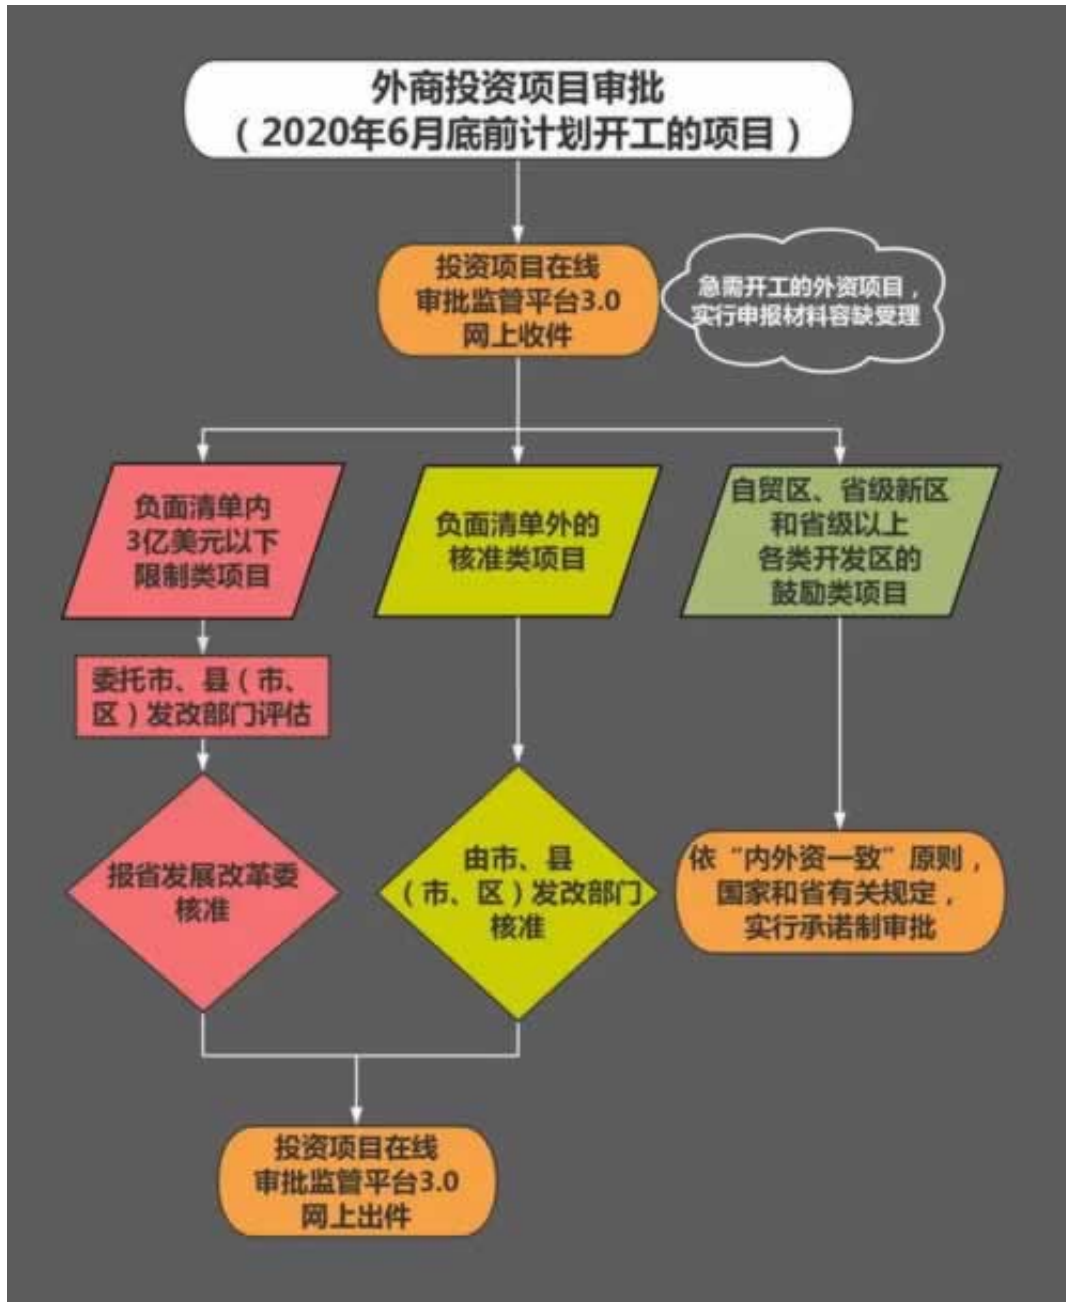 外商投资项目审批
（2020年6月底前计划开工的项目）
投资项目在线
审批监管平台3.0
网上收件
急需开工的外资项目，
实行申报材料容缺受理
负面清单内
3亿美元以下
限制类项目
负面清单外的
核准类项目
自贸区、省级新区
和省级以上
各类开发区的
鼓励类项目
委托市、县（市、
区）发改部门评估
报省发展改革委
核准
由市、县
（市、区）发改部门
核准
依“内外资一致”原则，
国家和省有关规定，
实行承诺制审批
投资项目在线
审批监管平台3.0
网上出件